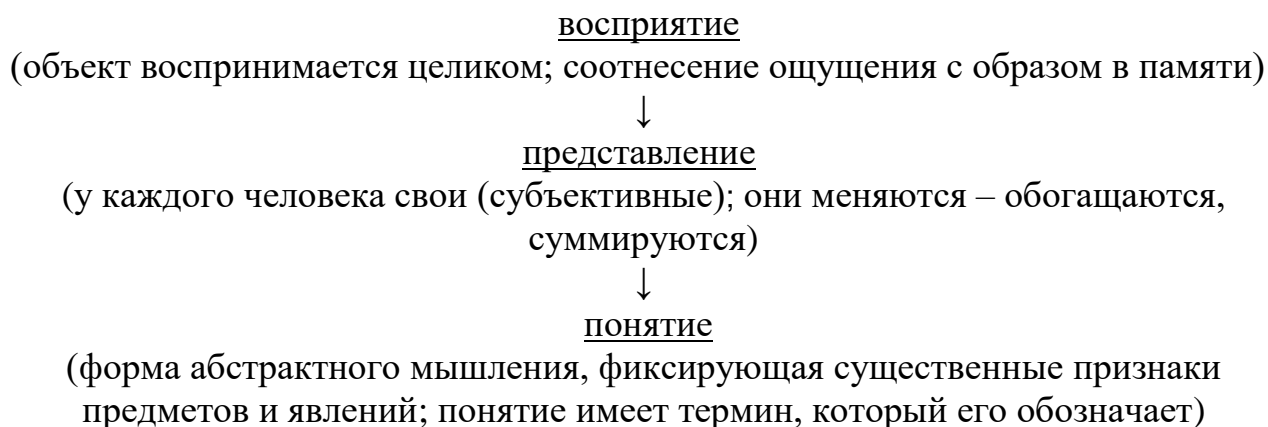 восприятие
(объект воспринимается целиком; соотнесение ощущения с образом в памяти)
↓
представление
(у каждого человека свои (субъективные); они меняются – обогащаются,
суммируются)
↓
понятие
(форма абстрактного мышления, фиксирующая существенные признаки
предметов и явлений; понятие имеет термин, который его обозначает)